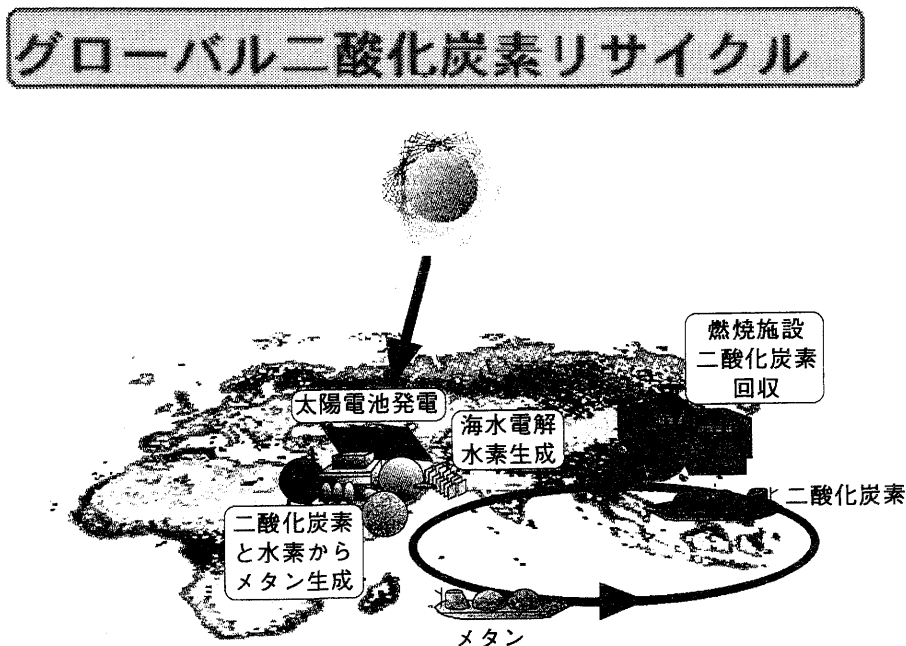 グローバル二酸化炭素リサイクル
燃焼施設
二酸化炭素
回収
太陽電池発電
海水電解
水素生成
二酸化炭素
二酸化炭素
と水素から
メタン生成
メタン